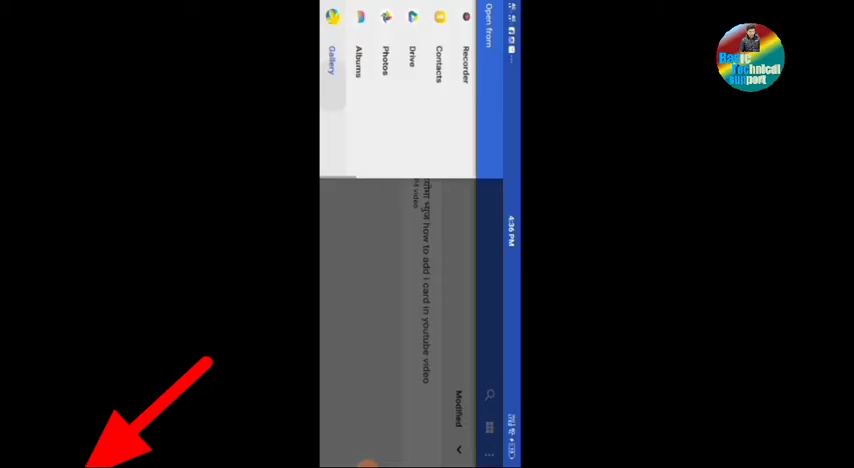 4:36 PM
Open from
Recorder
Contacts
Drive
Photos
Albums
Gallery
Modified
how to add i card in youtube video
video
Basic
Technical
support